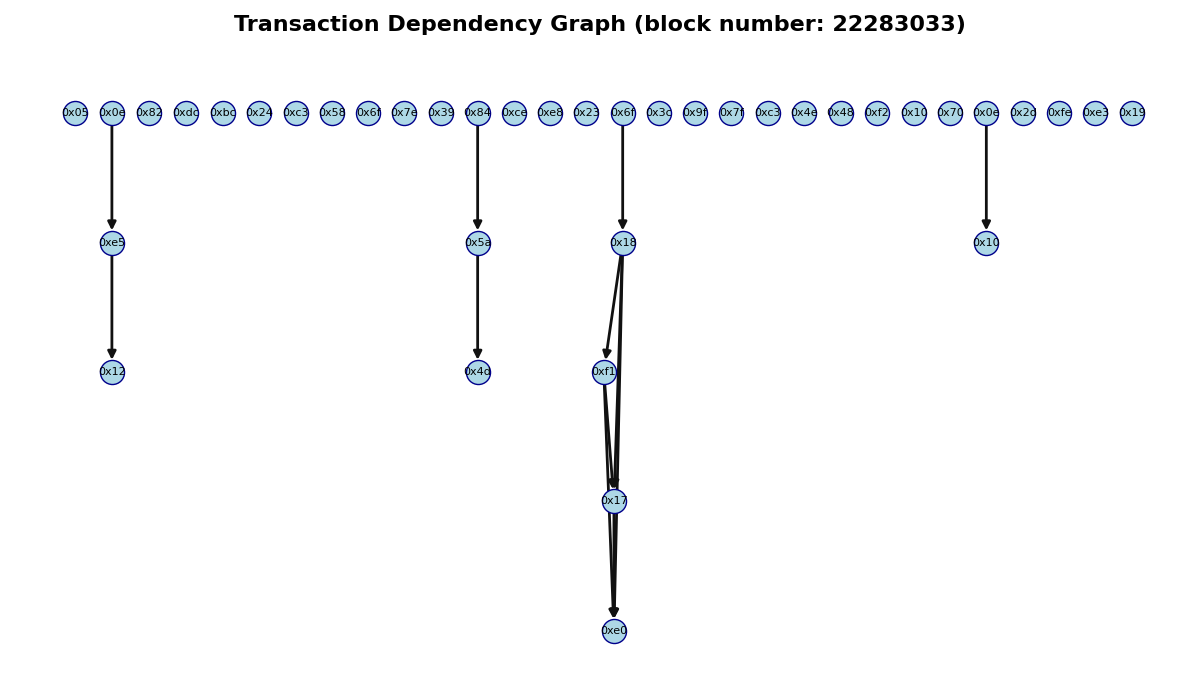 Transaction Dependency Graph (block number: 22283033)
0x05 0x0e 0x82 0xdc 0xbc 0x24 0xc3 0x58 0x6f 0x7e 0x39 0x84 0xce 0xe8 0x23 0x6f 0x3c 0x9f 0x7f 0xc3 0x4e 0x48 0xf2 0x10 0x70 0x0e 0x2d 0xfe 0xe3 0x19
0xe5 0x5a 0x18 0x10
0x12 0x4d 0xf1
0x17
0xe0